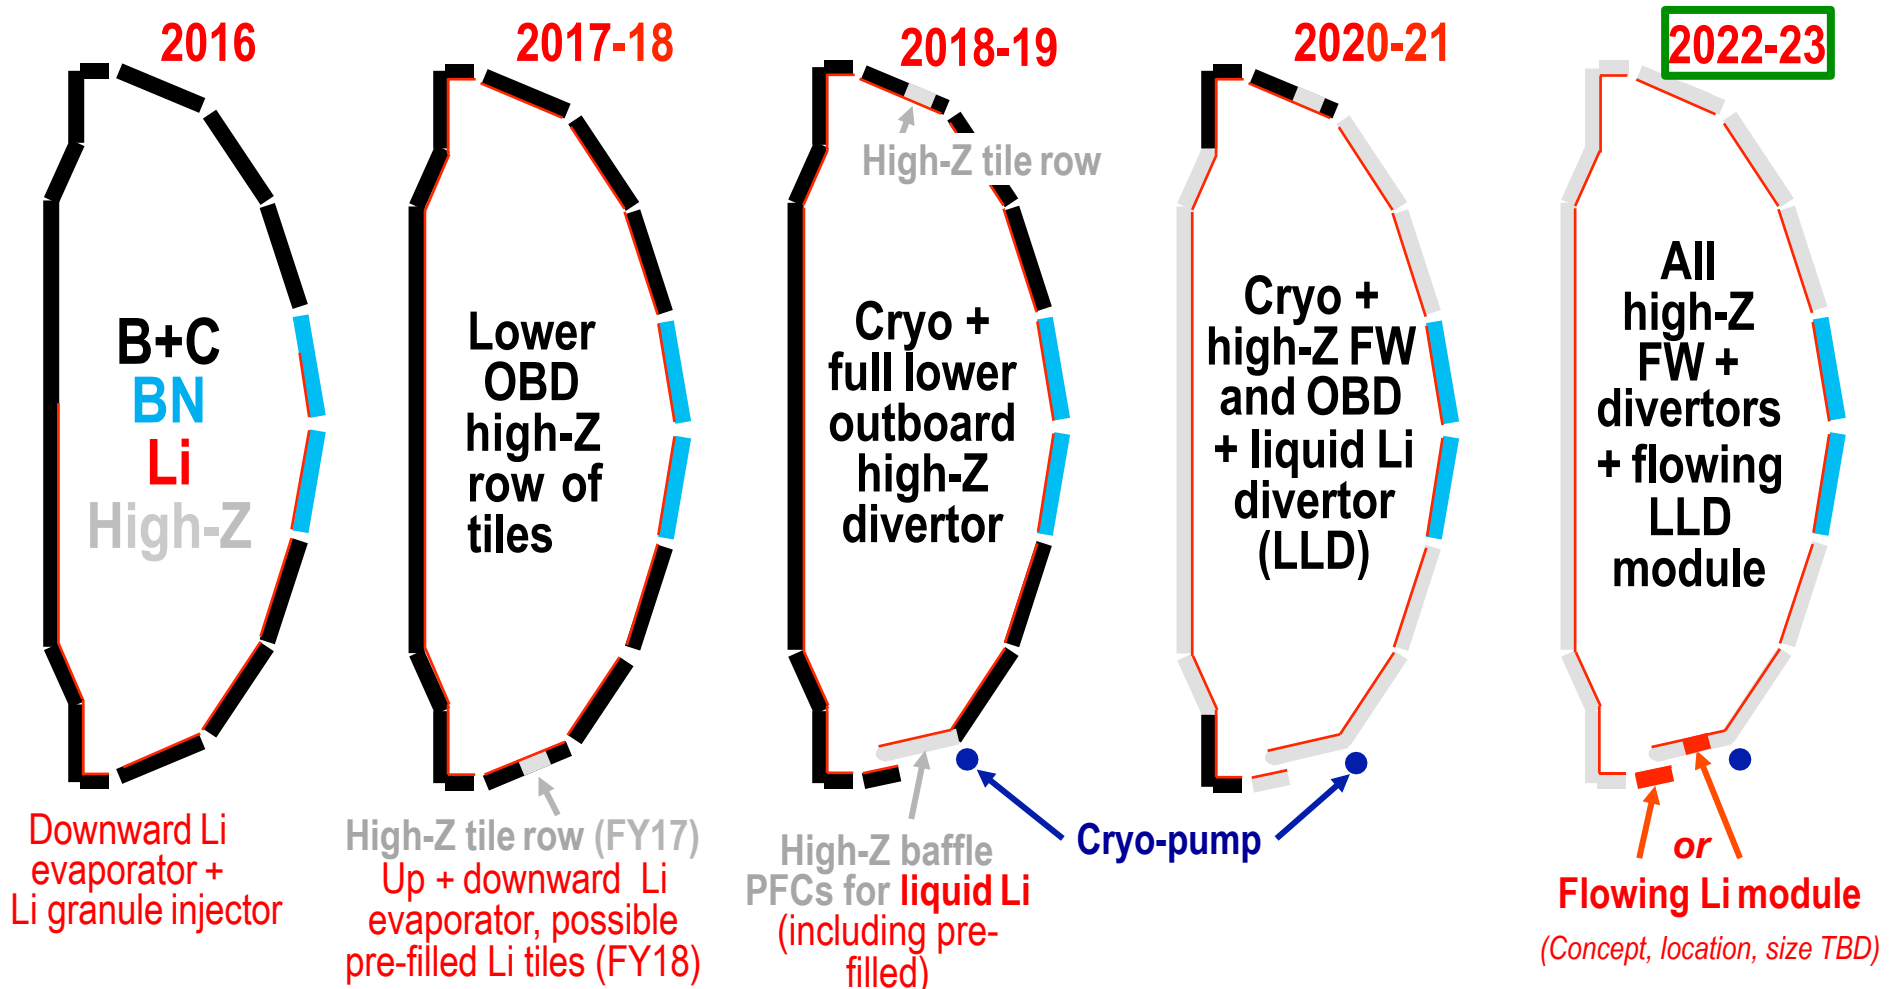 2016
B+C
BN
Li
High-Z
Downward Li
evaporator +
Li granule injector
2017-18
Lower
OBD
high-Z
row of
tiles
High-Z tile row (FY17)
Up + downward Li
evaporator, possible
pre-filled Li tiles (FY18)
2018-19
High-Z tile row
Cryo +
full lower
outboard
high-Z
divertor
High-Z baffle
PFCs for liquid Li
(including pre-
filled)
Cryo-pump
2020-21
Cryo +
high-Z FW
and OBD
+ liquid Li
divertor
(LLD)
2022-23
All
high-Z
FW +
divertors
+ flowing
LLD
module
or
Flowing Li module
(Concept, location, size TBD)